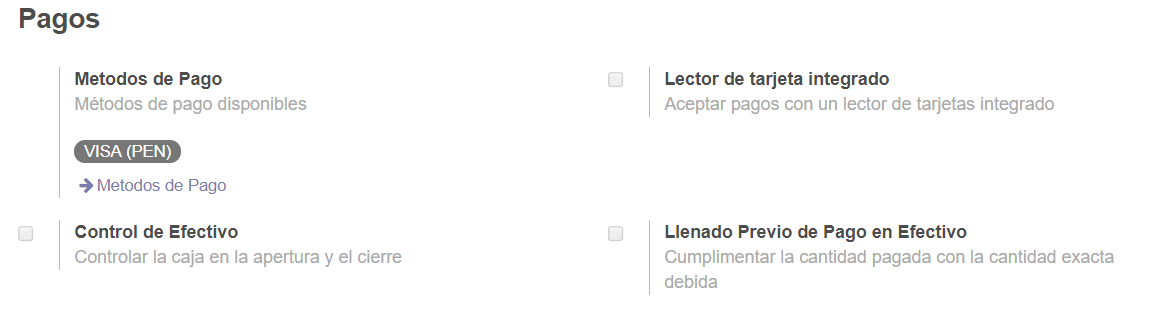 Pagos
Metodos de Pago
Métodos de pago disponibles
VISA (PEN)
Metodos de Pago
Lector de tarjeta integrado
Aceptar pagos con un lector de tarjetas integrado
Control de Efectivo
Controlar la caja en la apertura y el cierre
Llenado Previo de Pago en Efectivo
Cumplimentar la cantidad pagada con la cantidad exacta
debida